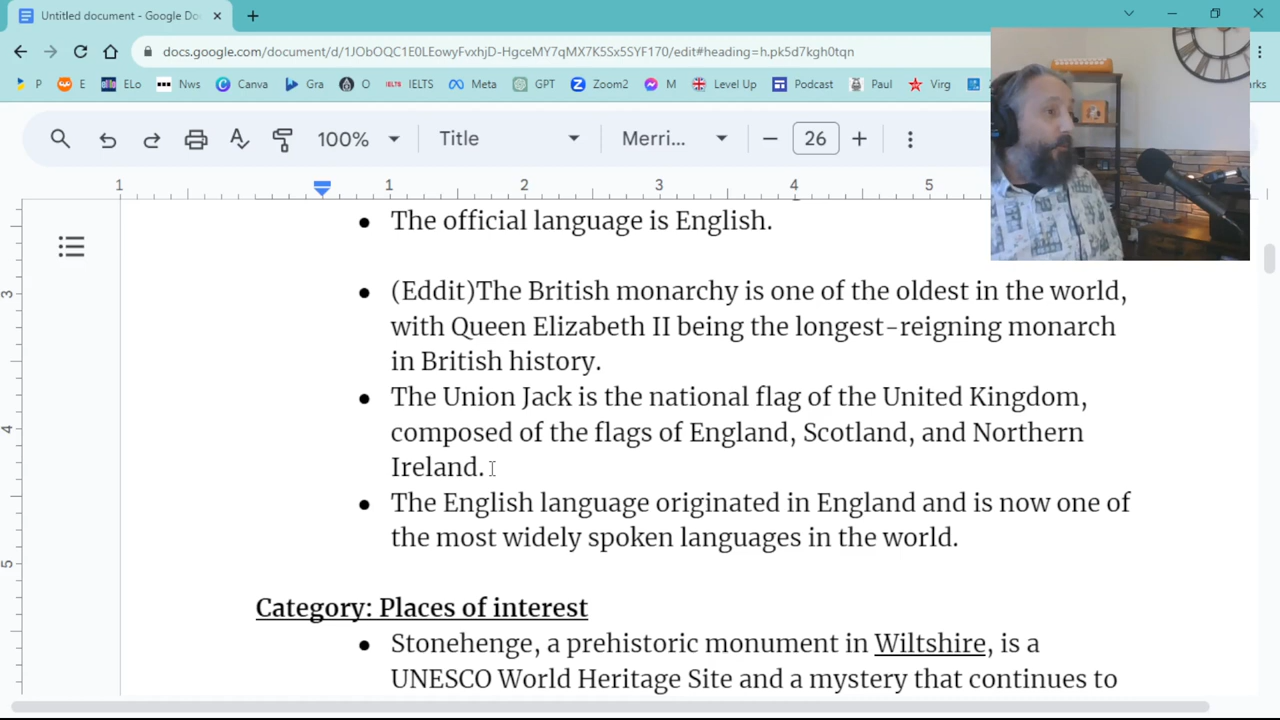 Untitled document - Google Do
docs.google.com/document/d/1JObOQC1E0LEowyFvxhjD-HgceMY7qMX7K5Sx5SYF170/edit#heading=h.pk5d7kgh0tqn
P E ELo Nws Canva Gra O IELTS IELTS Meta GPT Zoom2 M Level Up Podcast Paul Virg arks
100% Title Merri... 26
1 1 2 3 4 5
The official language is English.
3
(Eddit)The British monarchy is one of the oldest in the world,
with Queen Elizabeth II being the longest-reigning monarch
in British history.
The Union Jack is the national flag of the United Kingdom,
4
composed of the flags of England, Scotland, and Northern
Ireland.
The English language originated in England and is now one of
the most widely spoken languages in the world.
5
Category: Places of interest
Stonehenge, a prehistoric monument in Wiltshire, is a
UNESCO World Heritage Site and a mystery that continues to